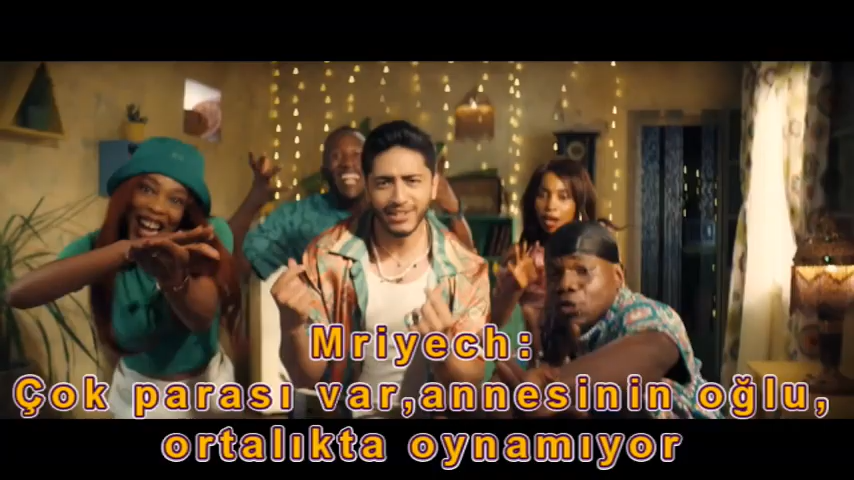 Mriyech:
Çok parası var,annesinin oğlu,
ortalıkta oynamıyor